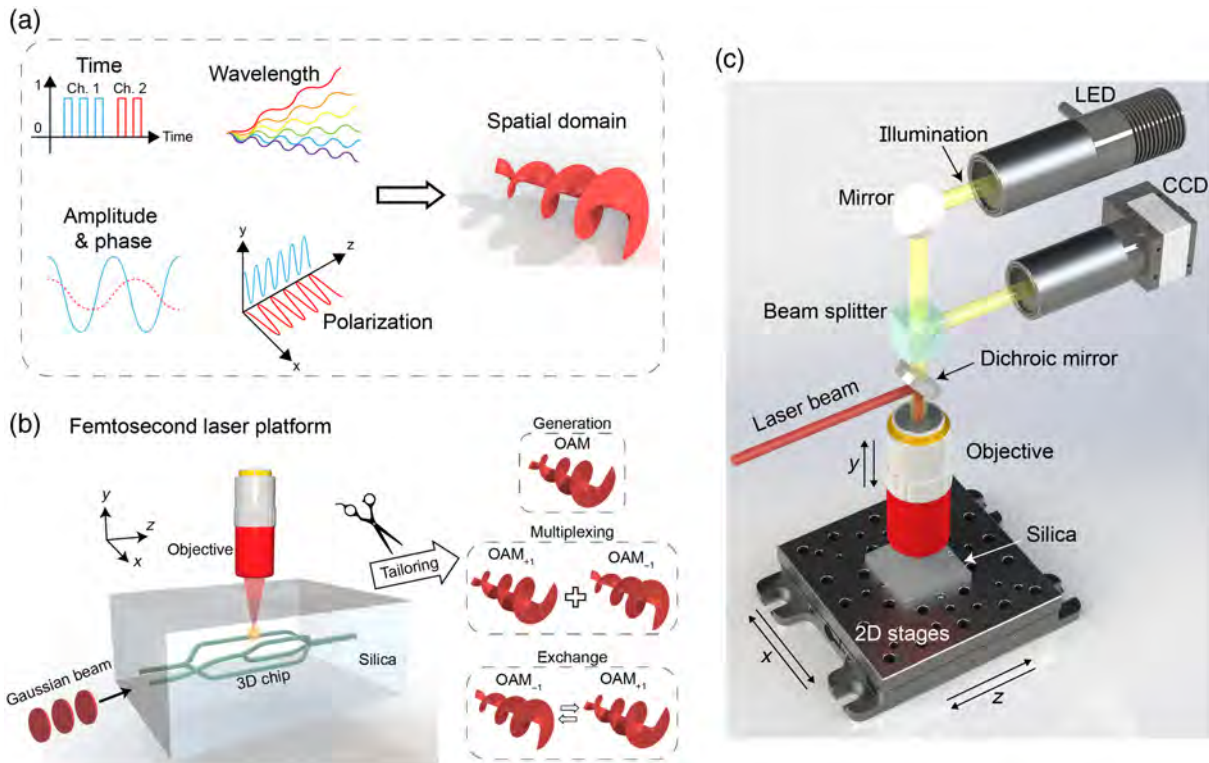 (a)
Time
1
Ch. 1
Ch. 2
0
Time
Wavelength
Spatial domain
Amplitude
& phase
y
z
Polarization
x
(b)
Femtosecond laser platform
y
z
x
Objective
Tailoring
Gaussian beam
3D chip
Silica
Generation
OAM
Multiplexing
OAM+1
OAM−1
Exchange
OAM−1
OAM+1
(c)
LED
Illumination
CCD
Mirror
Beam splitter
Dichroic mirror
Laser beam
y
Objective
Silica
2D stages
x
z